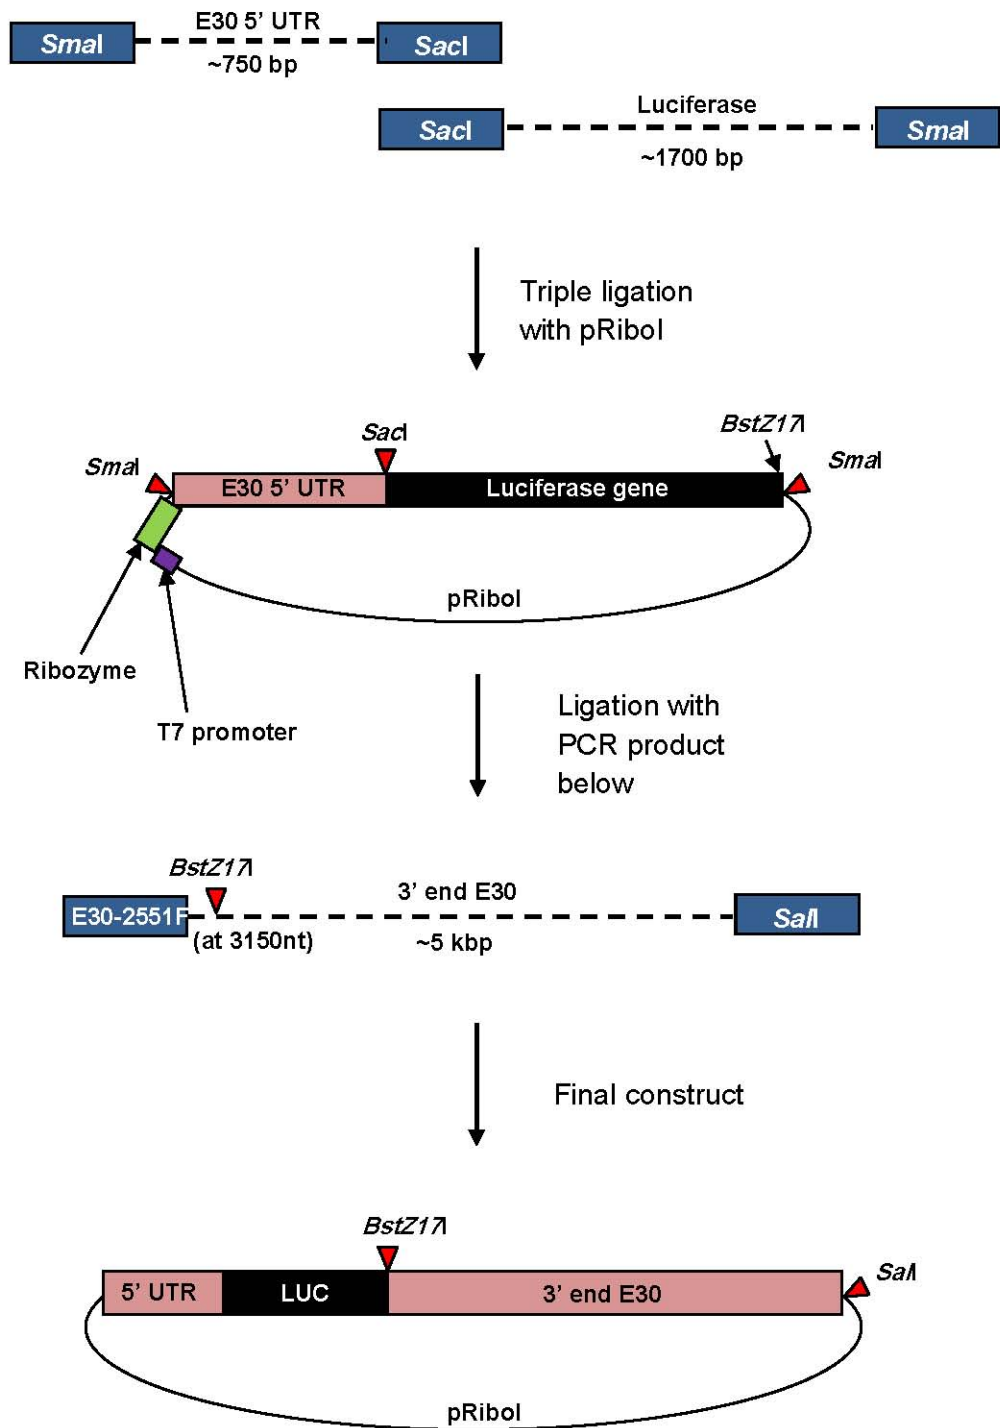 E30 5' UTR
SmaI
SacI
~750 bp
Luciferase
SacI
SmaI
~1700 bp
Triple ligation
with pRiboI
BstZ17I
SacI
SmaI
SmaI
E30 5' UTR
Luciferase gene
pRiboI
Ribozyme
T7 promoter
Ligation with
PCR product
below
BstZ17I
3' end E30
E30-2551F
SalI
(at 3150nt)
~5 kbp
Final construct
BstZ17I
SalI
5' UTR
LUC
3' end E30
pRiboI